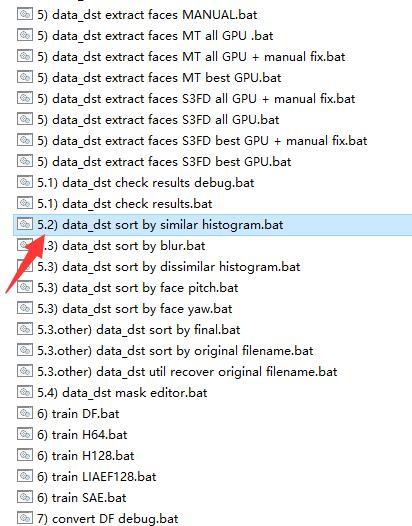 5) data_dst extract faces MANUAL.bat
5) data_dst extract faces MT all GPU .bat
5) data_dst extract faces MT all GPU + manual fix.bat
5) data_dst extract faces MT best GPU.bat
5) data_dst extract faces S3FD all GPU + manual fix.bat
5) data_dst extract faces S3FD all GPU.bat
5) data_dst extract faces S3FD best GPU + manual fix.bat
5) data_dst extract faces S3FD best GPU.bat
5.1) data_dst check results debug.bat
5.1) data_dst check results.bat
5.2) data_dst sort by similar histogram.bat
.3) data_dst sort by blur.bat
5.3) data_dst sort by dissimilar histogram.bat
5.3) data_dst sort by face pitch.bat
5.3) data_dst sort by face yaw.bat
5.3.other) data_dst sort by final.bat
5.3.other) data_dst sort by original filename.bat
5.3.other) data_dst util recover original filename.bat
5.4) data_dst mask editor.bat
6) train DF.bat
6) train H64.bat
6) train H128.bat
6) train LIAEF128.bat
6) train SAE.bat
7) convert DF debug.bat